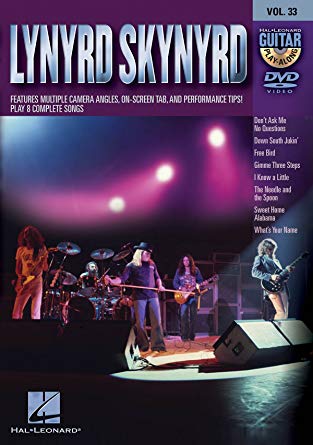 VOL. 33
LYNYRD SKYNYRD
HAL•LEONARD®
GUITAR
PLAY-ALONG
DVD
VIDEO
FEATURES MULTIPLE CAMERA ANGLES, ON-SCREEN TAB, AND PERFORMANCE TIPS!
PLAY 8 COMPLETE SONGS
Don't Ask Me
No Questions
Down South Jukin'
Free Bird
Gimme Three Steps
I Know a Little
The Needle and
the Spoon
Sweet Home
Alabama
What's Your Name
HAL•LEONARD®